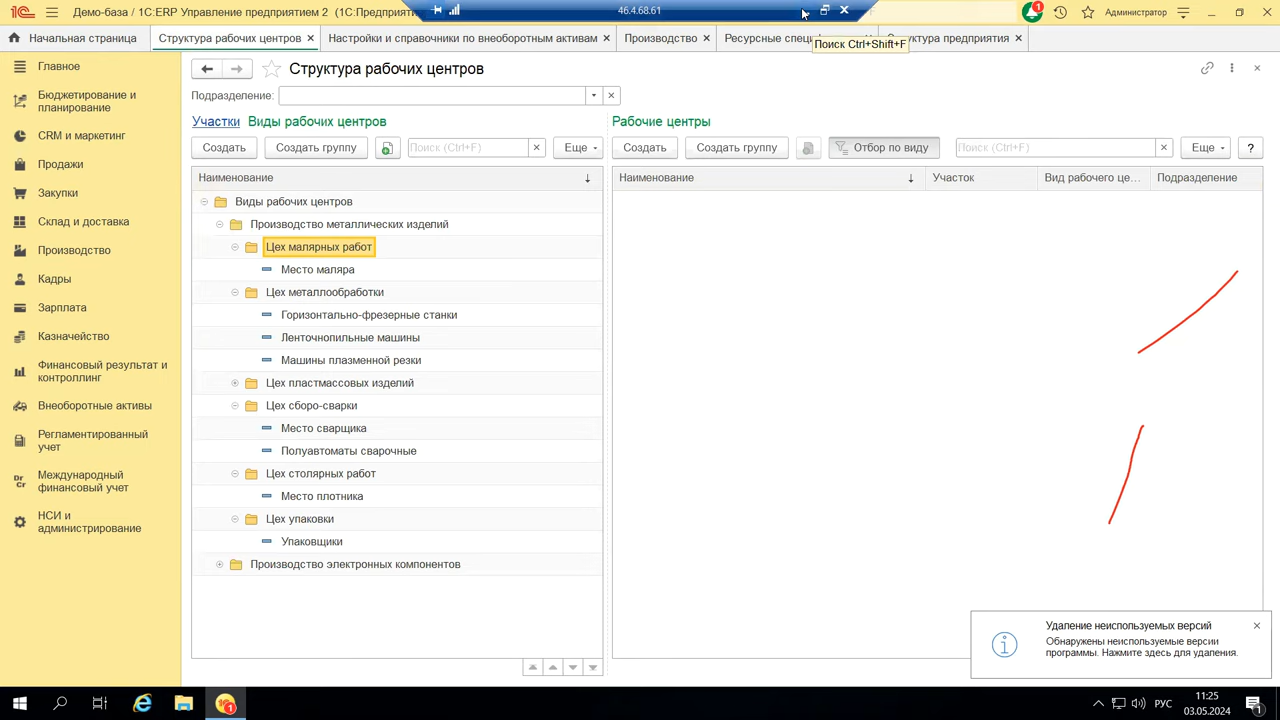 Демо-база / 1С:ERP Управление предприятием 2 (1С:Предприяти
46.4.68.61
1
Администратор
Начальная страница
Структура рабочих центров
Настройки и справочники по внеоборотным активам
Производство
Ресурсные
Структура предприятия
Поиск Ctrl+Shift+F
Главное
Бюджетирование и
планирование
CRM и маркетинг
Продажи
Закупки
Склад и доставка
Производство
Кадры
Зарплата
Казначейство
Финансовый результат и
контроллинг
Внеоборотные активы
Регламентированный
учет
Международный
финансовый учет
НСИ и
администрирование
Структура рабочих центров
Подразделение:
Участки Виды рабочих центров
Создать Создать группу Поиск (Ctrl+F) Еще
Наименование
Виды рабочих центров
Производство металлических изделий
Цех малярных работ
Место маляра
Цех металлообработки
Горизонтально-фрезерные станки
Ленточнопильные машины
Машины плазменной резки
Цех пластмассовых изделий
Цех сборо-сварки
Место сварщика
Полуавтоматы сварочные
Цех столярных работ
Место плотника
Цех упаковки
Упаковщики
Производство электронных компонентов
Рабочие центры
Создать Создать группу Отбор по виду Поиск (Ctrl+F) Еще ?
Наименование Участок Вид рабочего це... Подразделение
Удаление неиспользуемых версий
Обнаружены неиспользуемые версии
программы. Нажмите здесь для удаления.
1
РУС
11:25
03.05.2024
1